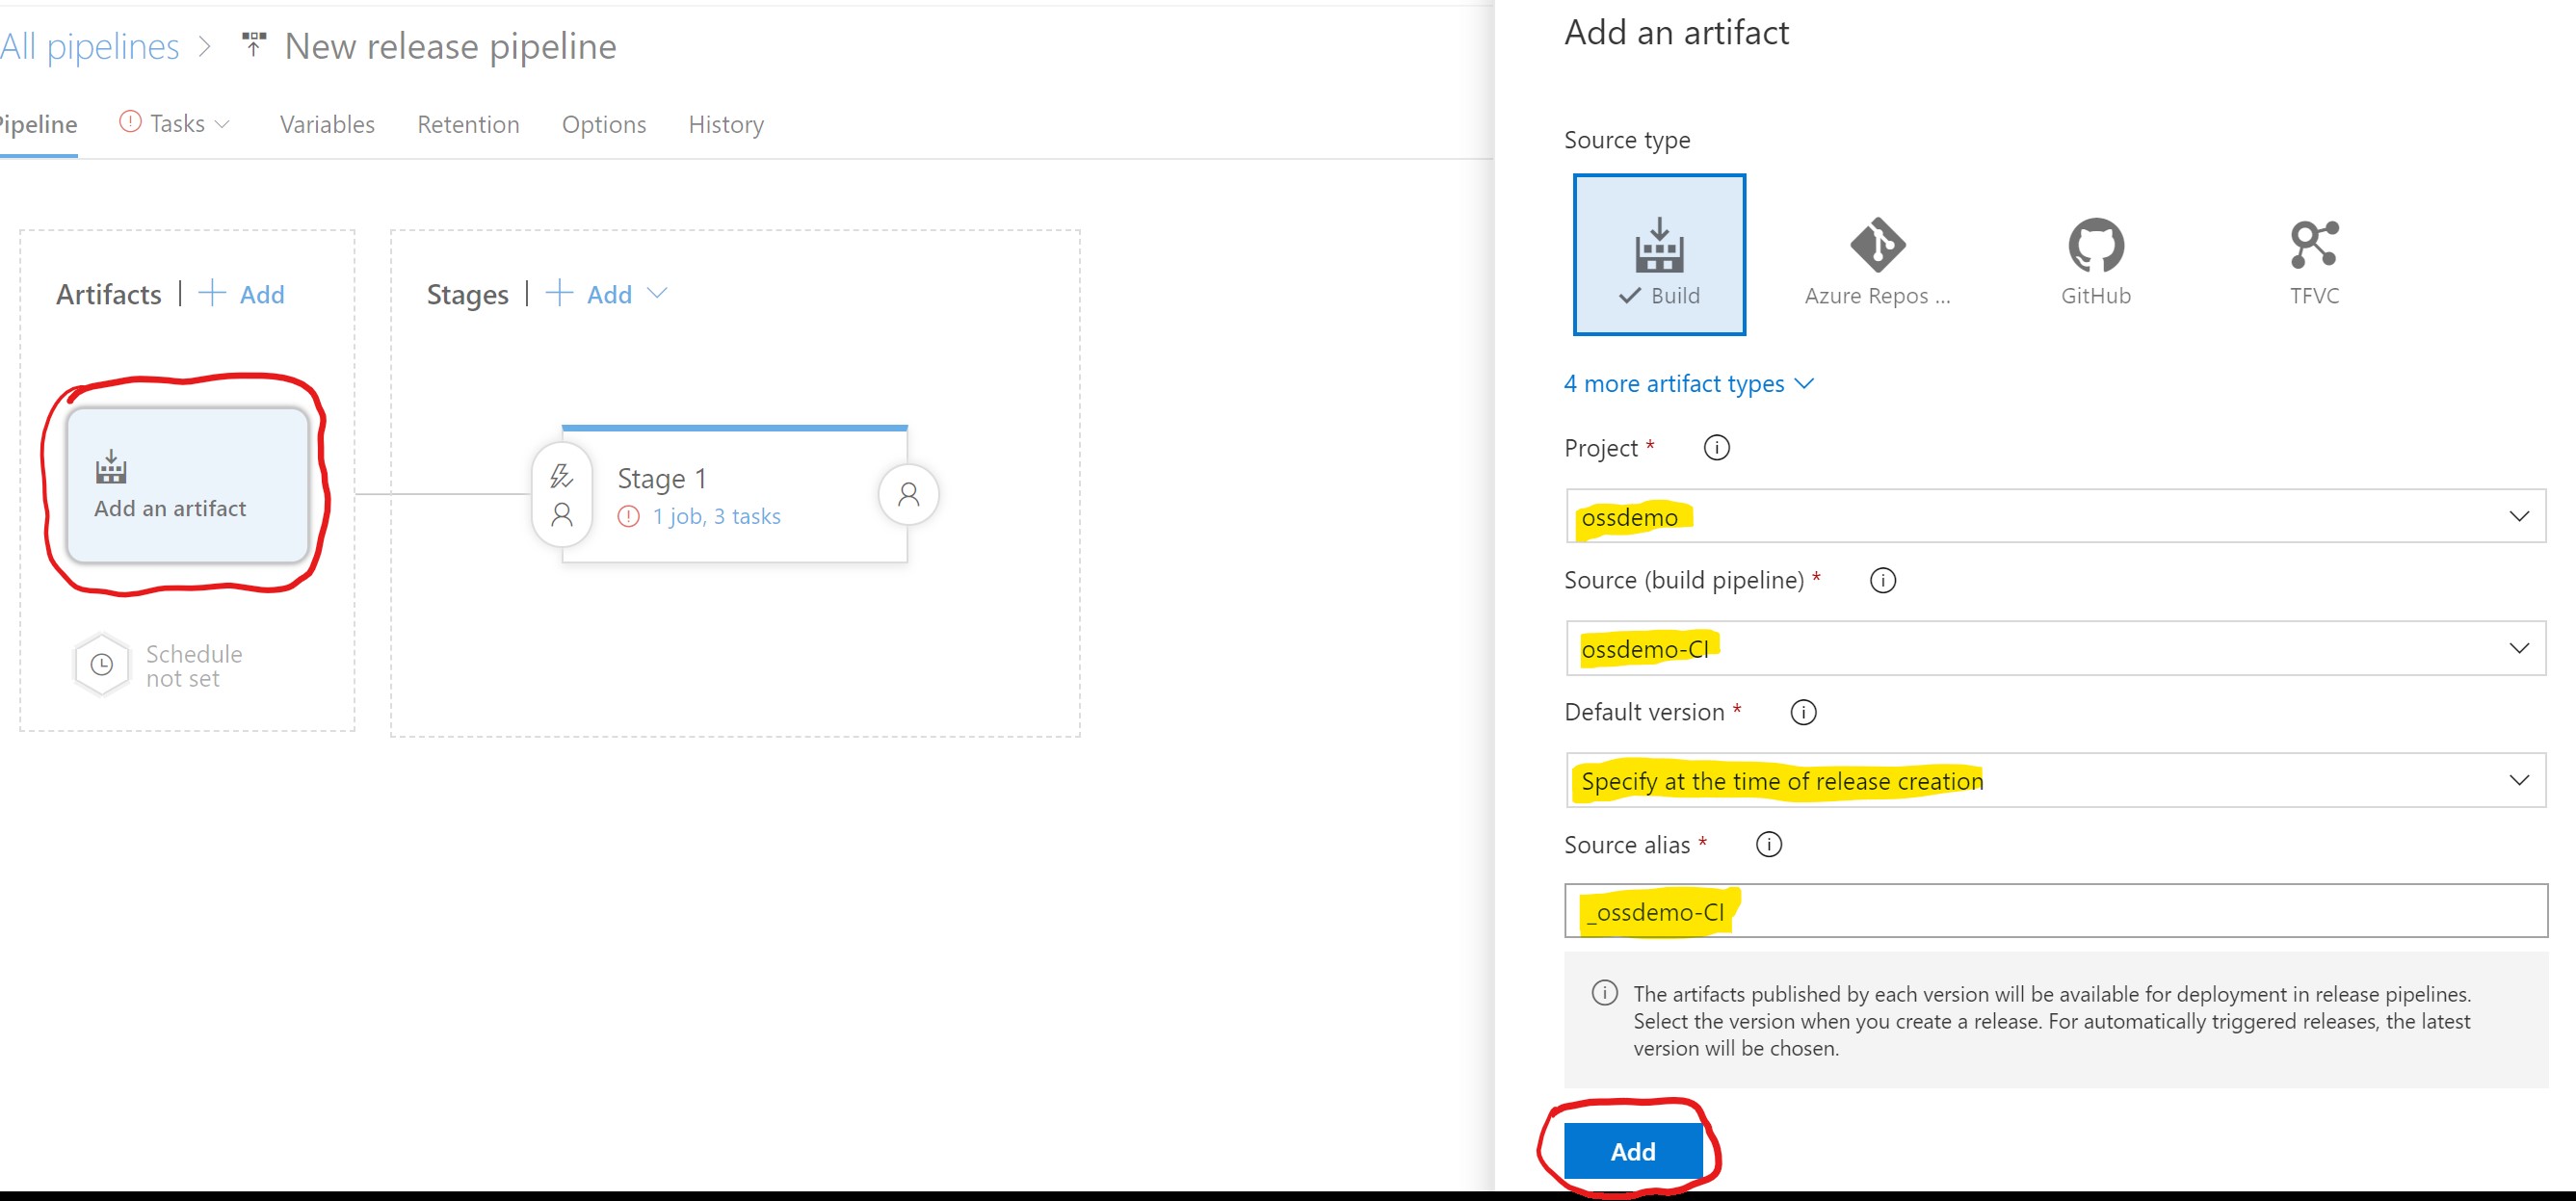 All pipelines > New release pipeline
Pipeline Tasks Variables Retention Options History
Artifacts | + Add
Stages | + Add
Add an artifact
Stage 1
1 job, 3 tasks
Schedule
not set
Add an artifact
Source type
Build
Azure Repos ...
GitHub
TFVC
4 more artifact types
Project *
ossdemo
Source (build pipeline) *
ossdemo-CI
Default version *
Specify at the time of release creation
Source alias *
_ossdemo-CI
The artifacts published by each version will be available for deployment in release pipelines.
Select the version when you create a release. For automatically triggered releases, the latest
version will be chosen.
Add